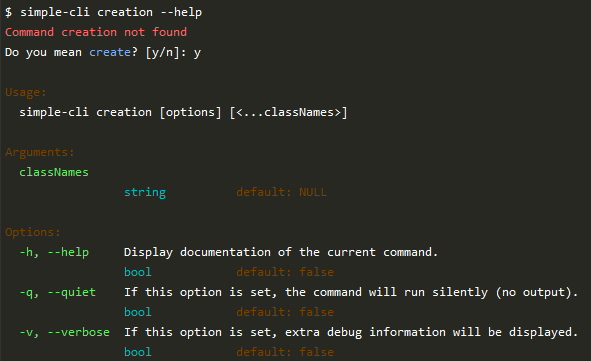 $ simple-cli creation --help
Command creation not found
Do you mean create? [y/n]: y
Usage:
simple-cli creation [options] [<...classNames>]
Arguments:
classNames
string default: NULL
Options:
-h, --help Display documentation of the current command.
bool default: false
-q, --quiet If this option is set, the command will run silently (no output).
bool default: false
-v, --verbose If this option is set, extra debug information will be displayed.
bool default: false